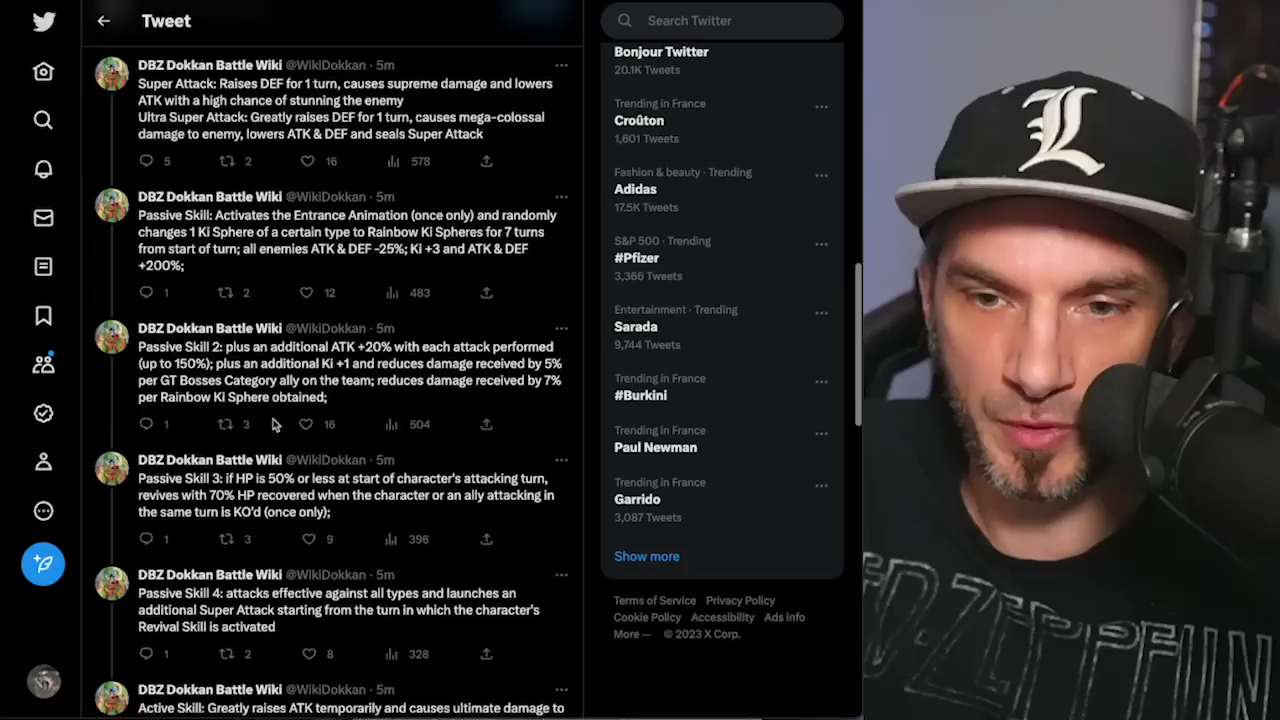 Tweet
DBZ Dokkan Battle Wiki @WikiDokkan · 5m
Super Attack: Raises DEF for 1 turn, causes supreme damage and lowers
ATK with a high chance of stunning the enemy
Ultra Super Attack: Greatly raises DEF for 1 turn, causes mega-colossal
damage to enemy, lowers ATK & DEF and seals Super Attack
5 2 16 578
DBZ Dokkan Battle Wiki @WikiDokkan · 5m
Passive Skill: Activates the Entrance Animation (once only) and randomly
changes 1 Ki Sphere of a certain type to Rainbow Ki Spheres for 7 turns
from start of turn; all enemies ATK & DEF -25%; Ki +3 and ATK & DEF
+200%;
1 2 12 483
DBZ Dokkan Battle Wiki @WikiDokkan · 5m
Passive Skill 2: plus an additional ATK +20% with each attack performed
(up to 150%); plus an additional Ki +1 and reduces damage received by 5%
per GT Bosses Category ally on the team; reduces damage received by 7%
per Rainbow Ki Sphere obtained;
1 3 16 504
DBZ Dokkan Battle Wiki @WikiDokkan · 5m
Passive Skill 3: if HP is 50% or less at start of character's attacking turn,
revives with 70% HP recovered when the character or an ally attacking in
the same turn is KO'd (once only);
1 3 9 396
DBZ Dokkan Battle Wiki @WikiDokkan · 5m
Passive Skill 4: attacks effective against all types and launches an
additional Super Attack starting from the turn in which the character's
Revival Skill is activated
1 2 8 328
DBZ Dokkan Battle Wiki @WikiDokkan · 5m
Active Skill: Greatly raises ATK temporarily and causes ultimate damage to
Search Twitter
Bonjour Twitter
20.1K Tweets
Trending in France
Croûton
1,601 Tweets
Fashion & beauty · Trending
Adidas
17.5K Tweets
S&P 500 · Trending
#Pfizer
3,366 Tweets
Entertainment · Trending
Sarada
9,744 Tweets
Trending in France
#Burkini
Trending in France
Paul Newman
Trending in France
Garrido
3,087 Tweets
Show more
Terms of Service Privacy Policy
Cookie Policy Accessibility Ads info
More ··· © 2023 X Corp.
L
LED-ZEPPELIN